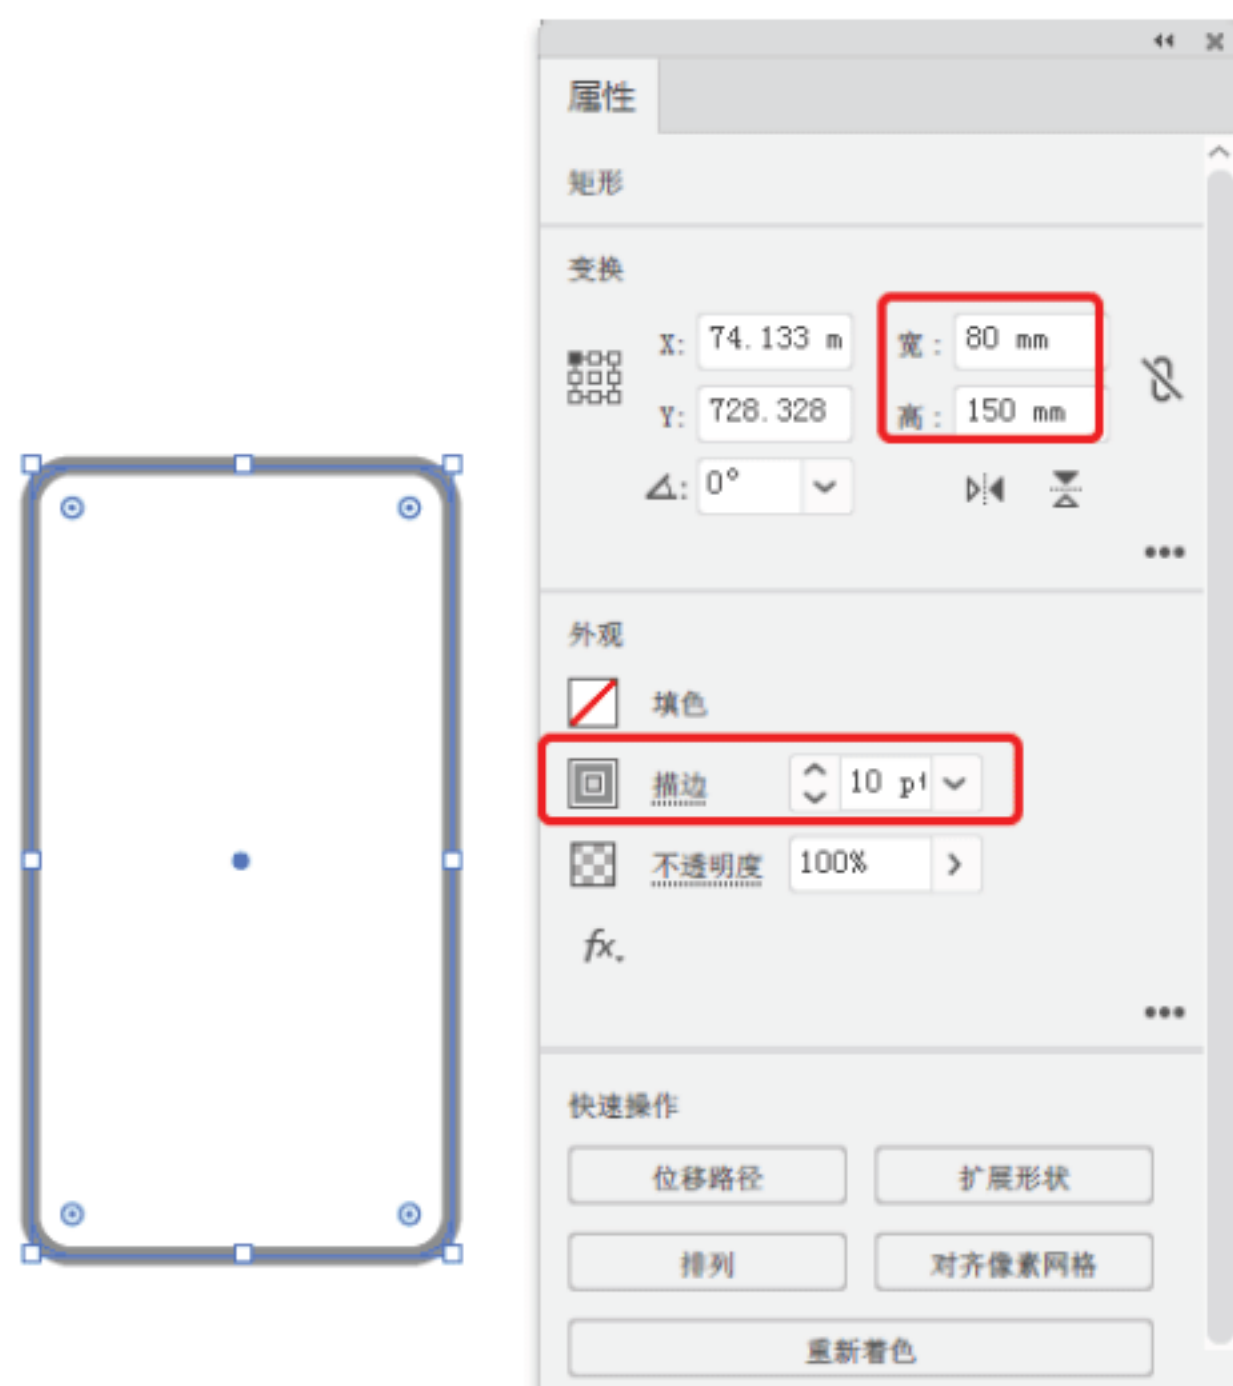 属性
矩形
变换
X: 74.133 m 宽: 80 mm
Y: 728.328 高: 150 mm
0°
外观
填色
描边 10 pt
不透明度 100%
fx.
快速操作
位移路径 扩展形状
排列 对齐像素网格
重新着色